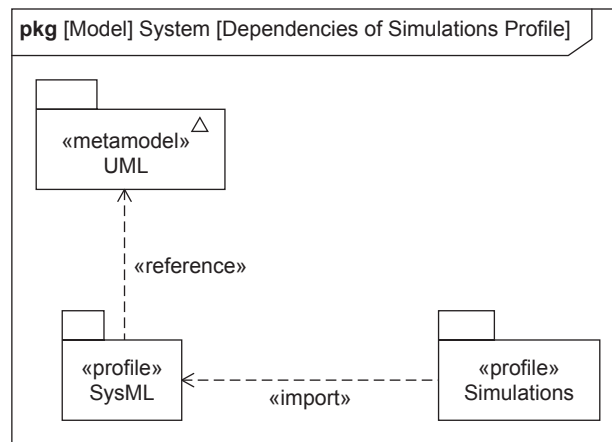 pkg [Model] System [Dependencies of Simulations Profile]
«metamodel»
UML
«reference»
«profile»
SysML
«import»
«profile»
Simulations